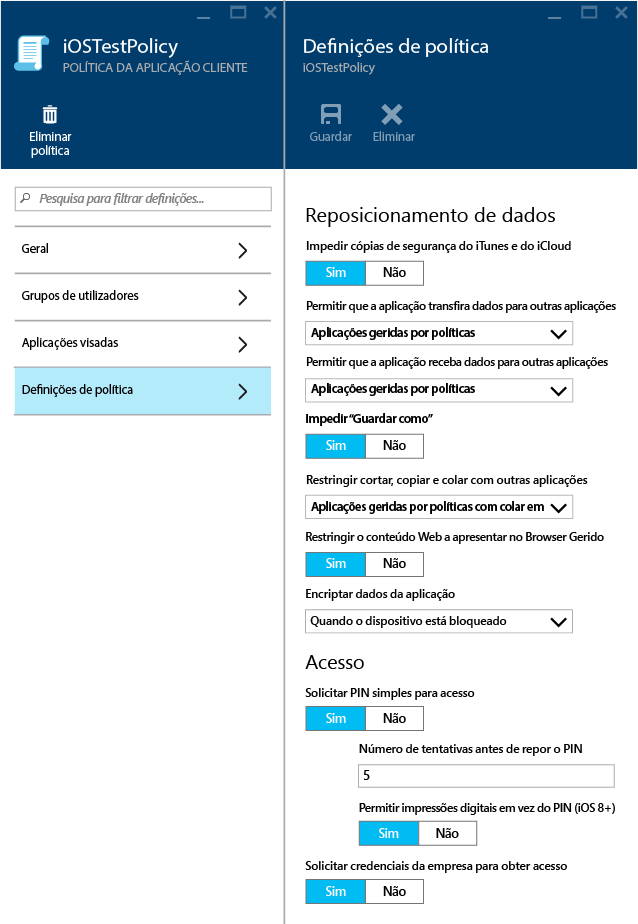 iOSTestPolicy
POLÍTICA DA APLICAÇÃO CLIENTE
Eliminar
política
Pesquisa para filtrar definições...
Geral
Grupos de utilizadores
Aplicações visadas
Definições de política
Definições de política
iOSTestPolicy
Guardar
Eliminar
Reposicionamento de dados
Impedir cópias de segurança do iTunes e do iCloud
Sim Não
Permitir que a aplicação transfira dados para outras aplicações
Aplicações geridas por políticas
Permitir que a aplicação receba dados para outras aplicações
Aplicações geridas por políticas
Impedir “Guardar como”
Sim Não
Restringir cortar, copiar e colar com outras aplicações
Aplicações geridas por políticas com colar em
Restringir o conteúdo Web a apresentar no Browser Gerido
Sim Não
Encriptar dados da aplicação
Quando o dispositivo está bloqueado
Acesso
Solicitar PIN simples para acesso
Sim Não
Número de tentativas antes de repor o PIN
5
Permitir impressões digitais em vez do PIN (iOS 8+)
Sim Não
Solicitar credenciais da empresa para obter acesso
Sim Não